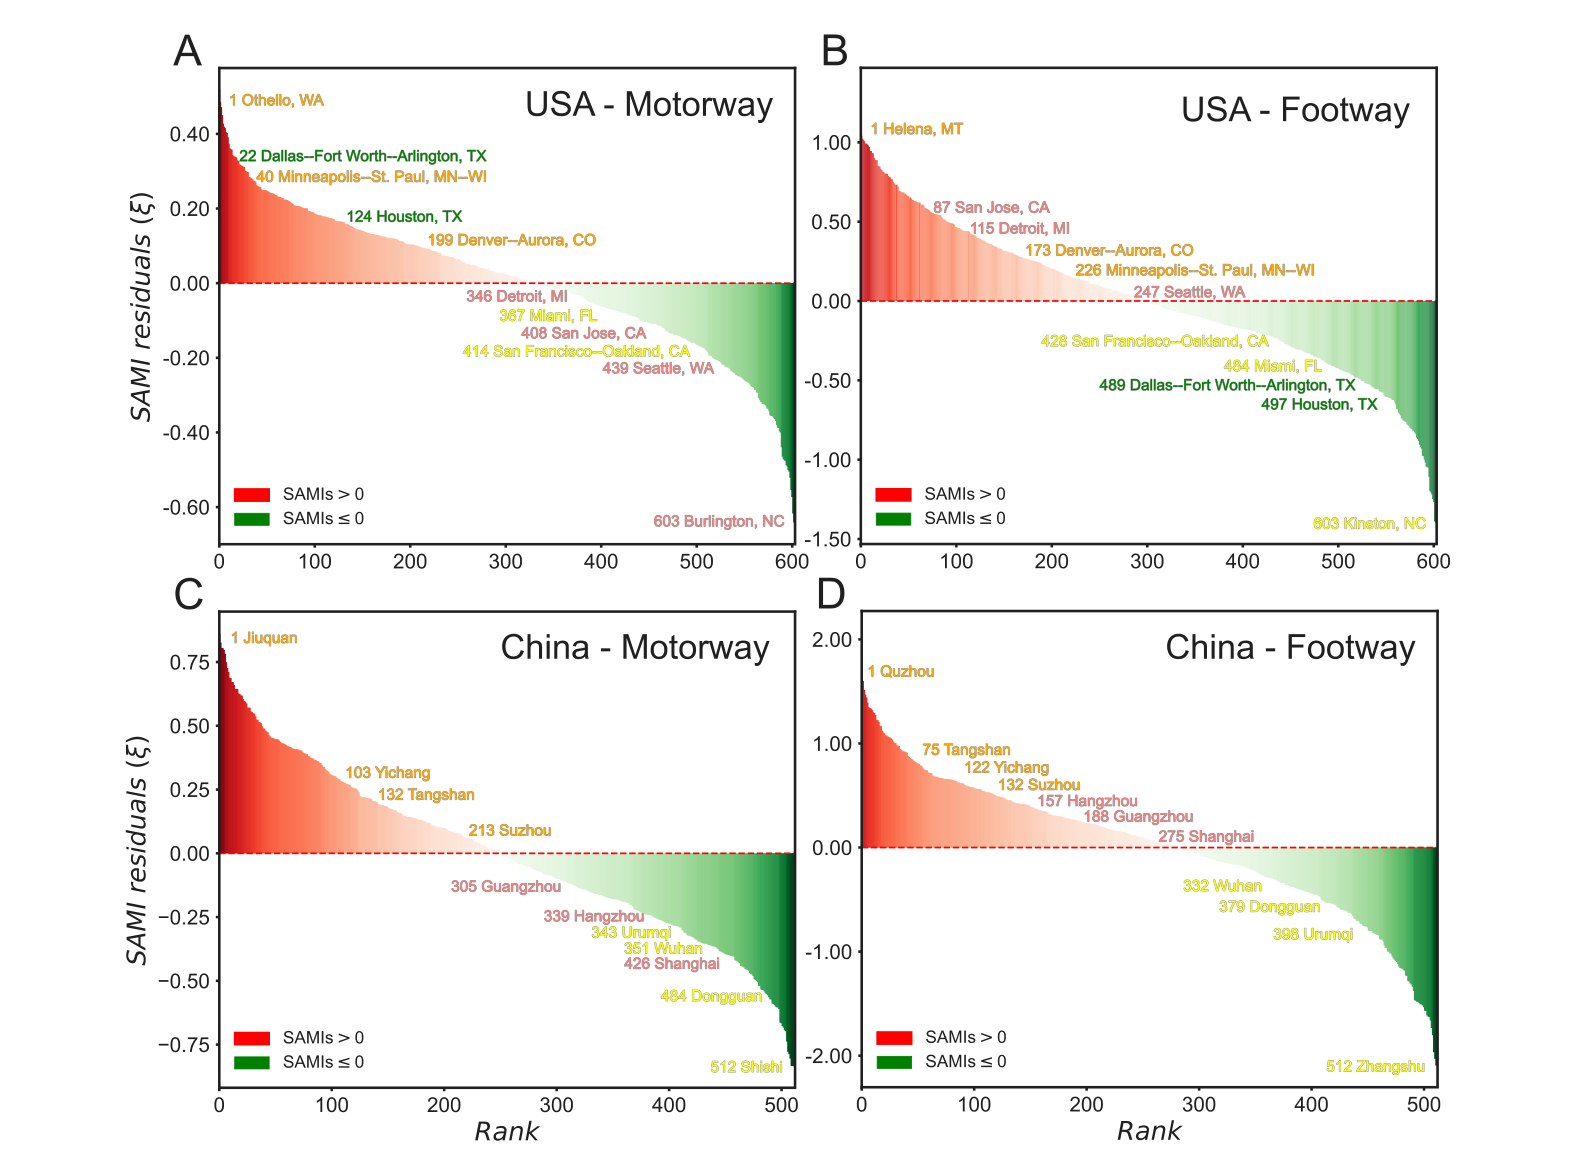 A
USA - Motorway
1 Othello, WA
22 Dallas--Fort Worth--Arlington, TX
40 Minneapolis--St. Paul, MN--WI
124 Houston, TX
199 Denver--Aurora, CO
346 Detroit, MI
367 Miami, FL
408 San Jose, CA
414 San Francisco--Oakland, CA
439 Seattle, WA
603 Burlington, NC
SAMIs > 0
SAMIs ≤ 0
SAMI residuals (ξ)
0.40
0.20
0.00
-0.20
-0.40
-0.60
0 100 200 300 400 500 600
B
USA - Footway
1 Helena, MT
87 San Jose, CA
115 Detroit, MI
173 Denver--Aurora, CO
226 Minneapolis--St. Paul, MN--WI
247 Seattle, WA
428 San Francisco--Oakland, CA
484 Miami, FL
489 Dallas--Fort Worth--Arlington, TX
497 Houston, TX
603 Kinston, NC
SAMIs > 0
SAMIs ≤ 0
1.00
0.50
0.00
-0.50
-1.00
-1.50
0 100 200 300 400 500 600
C
China - Motorway
1 Jiuquan
103 Yichang
132 Tangshan
213 Suzhou
305 Guangzhou
339 Hangzhou
343 Urumqi
351 Wuhan
426 Shanghai
484 Dongguan
512 Shishi
SAMIs > 0
SAMIs ≤ 0
SAMI residuals (ξ)
0.75
0.50
0.25
0.00
−0.25
−0.50
−0.75
0 100 200 300 400 500
Rank
D
China - Footway
1 Quzhou
75 Tangshan
122 Yichang
132 Suzhou
157 Hangzhou
188 Guangzhou
275 Shanghai
332 Wuhan
379 Dongguan
398 Urumqi
512 Zhangshu
SAMIs > 0
SAMIs ≤ 0
2.00
1.00
0.00
-1.00
-2.00
0 100 200 300 400 500
Rank